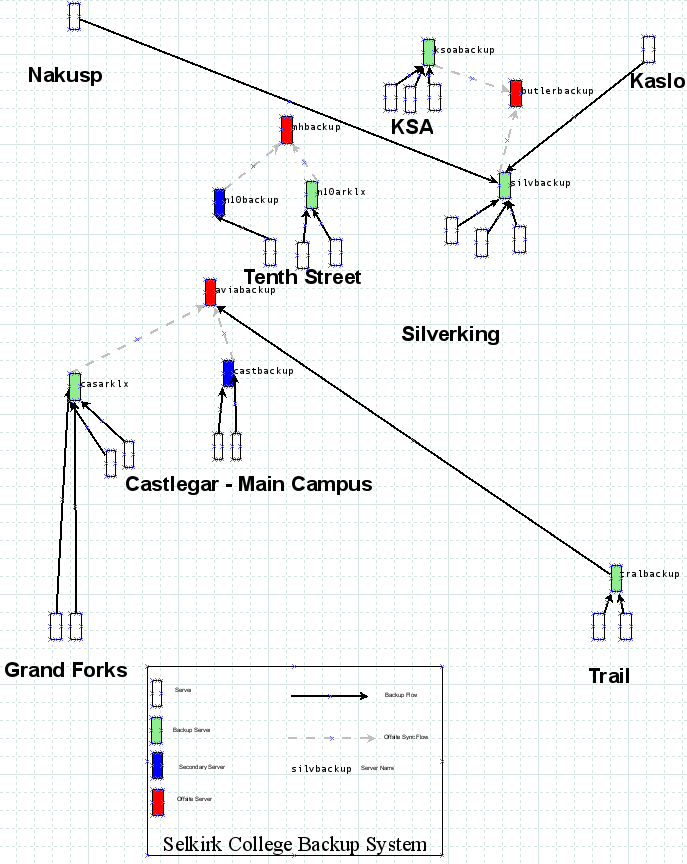 ksoabackup
Nakusp
Kaslo
butlerbackup
KSA
mhbackup
silvbackup
n10backup
n10arklx
Tenth Street
aviabackup
Silverking
castbackup
casarklx
Castlegar - Main Campus
tralbackup
Grand Forks
Trail
Server
Backup Flow
Backup Server
Offsite Sync Flow
Secondary Server
silvbackup
Server Name
Offsite Server
Selkirk College Backup System